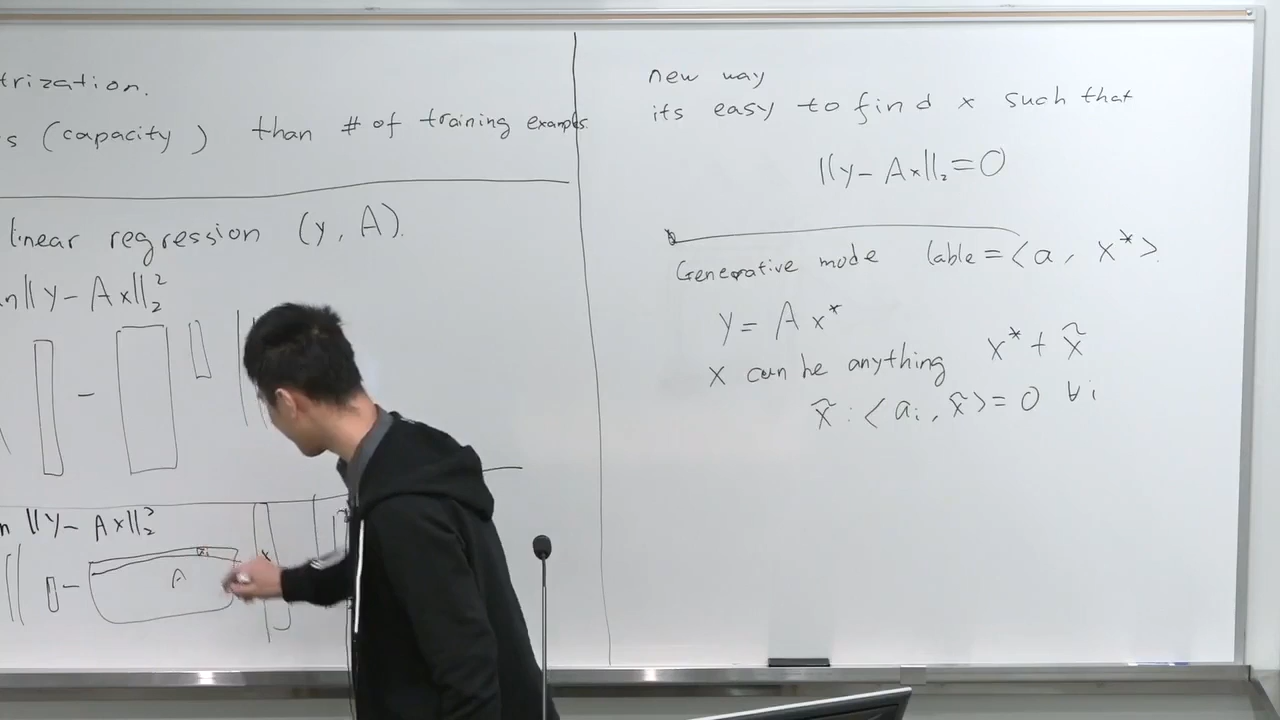 trization.
s (capacity) than # of training examples
linear regression (y, A).
n||y - Ax||₂²
-
n ||y - Ax||₂²
- A x
new way
its easy to find x such that
||y - Ax||₂ = 0
Generative mode lable = <a, x*>
y = A x*
x can be anything x* + x̃
x̃ : <aᵢ, x̃> = 0 ∀i